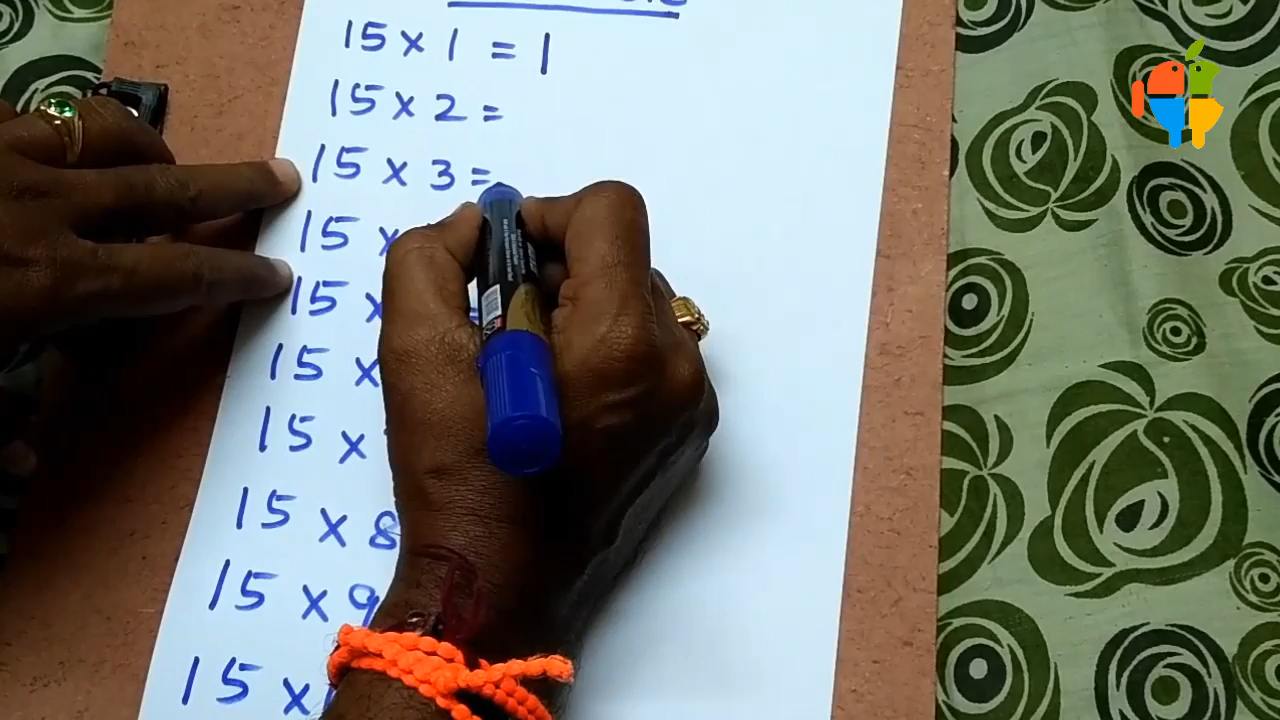 15 × 1 = 1
15 × 2 =
15 × 3 =
15 ×
15 ×
15 ×
15 ×
15 × 8
15 × 9
15 ×